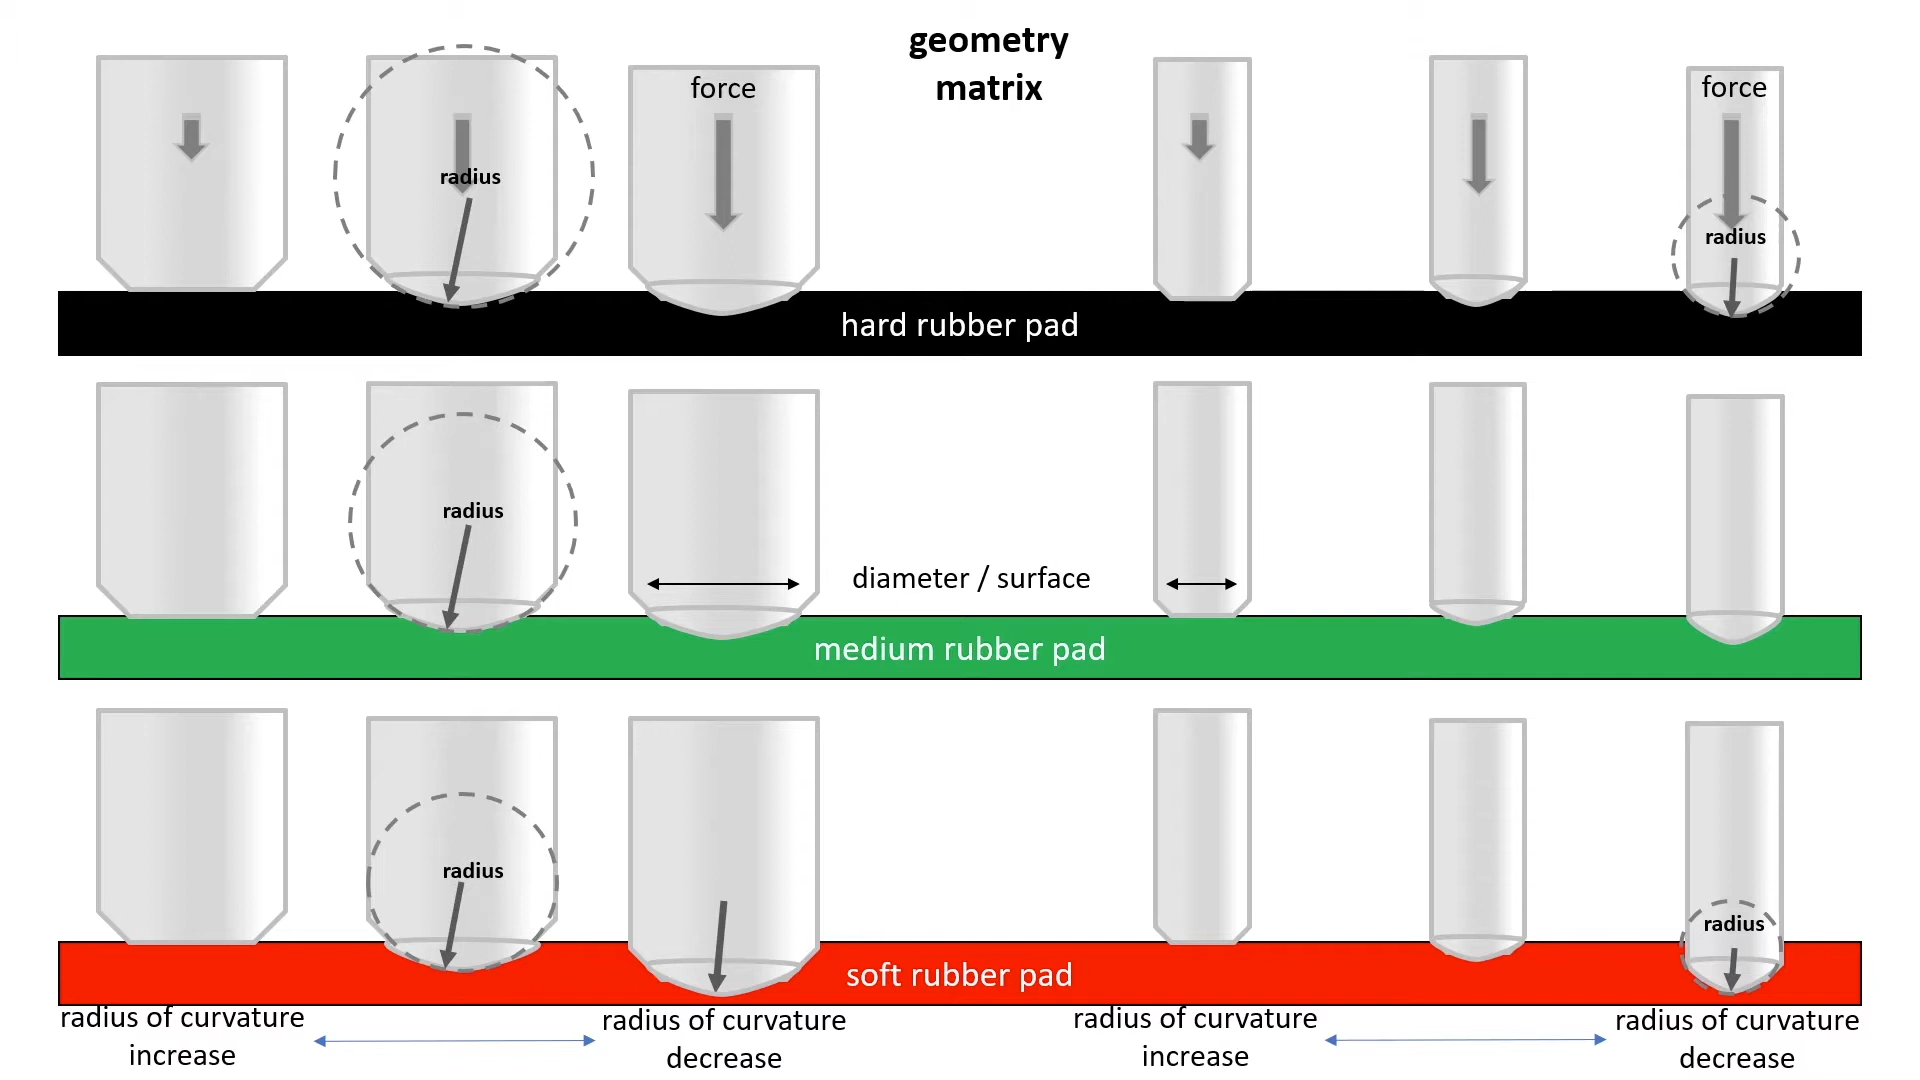 geometry
matrix
force
force
radius
radius
hard rubber pad
radius
diameter / surface
medium rubber pad
radius
radius
soft rubber pad
radius of curvature
increase
radius of curvature
decrease
radius of curvature
increase
radius of curvature
decrease